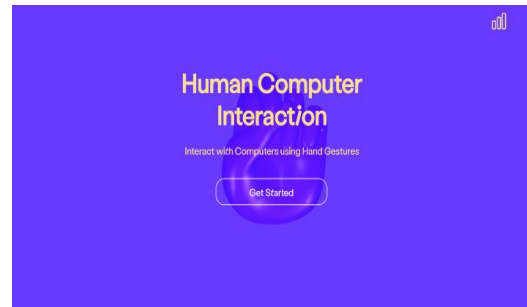 Human Computer
Interaction
Interact with Computers using Hand Gestures
Get Started